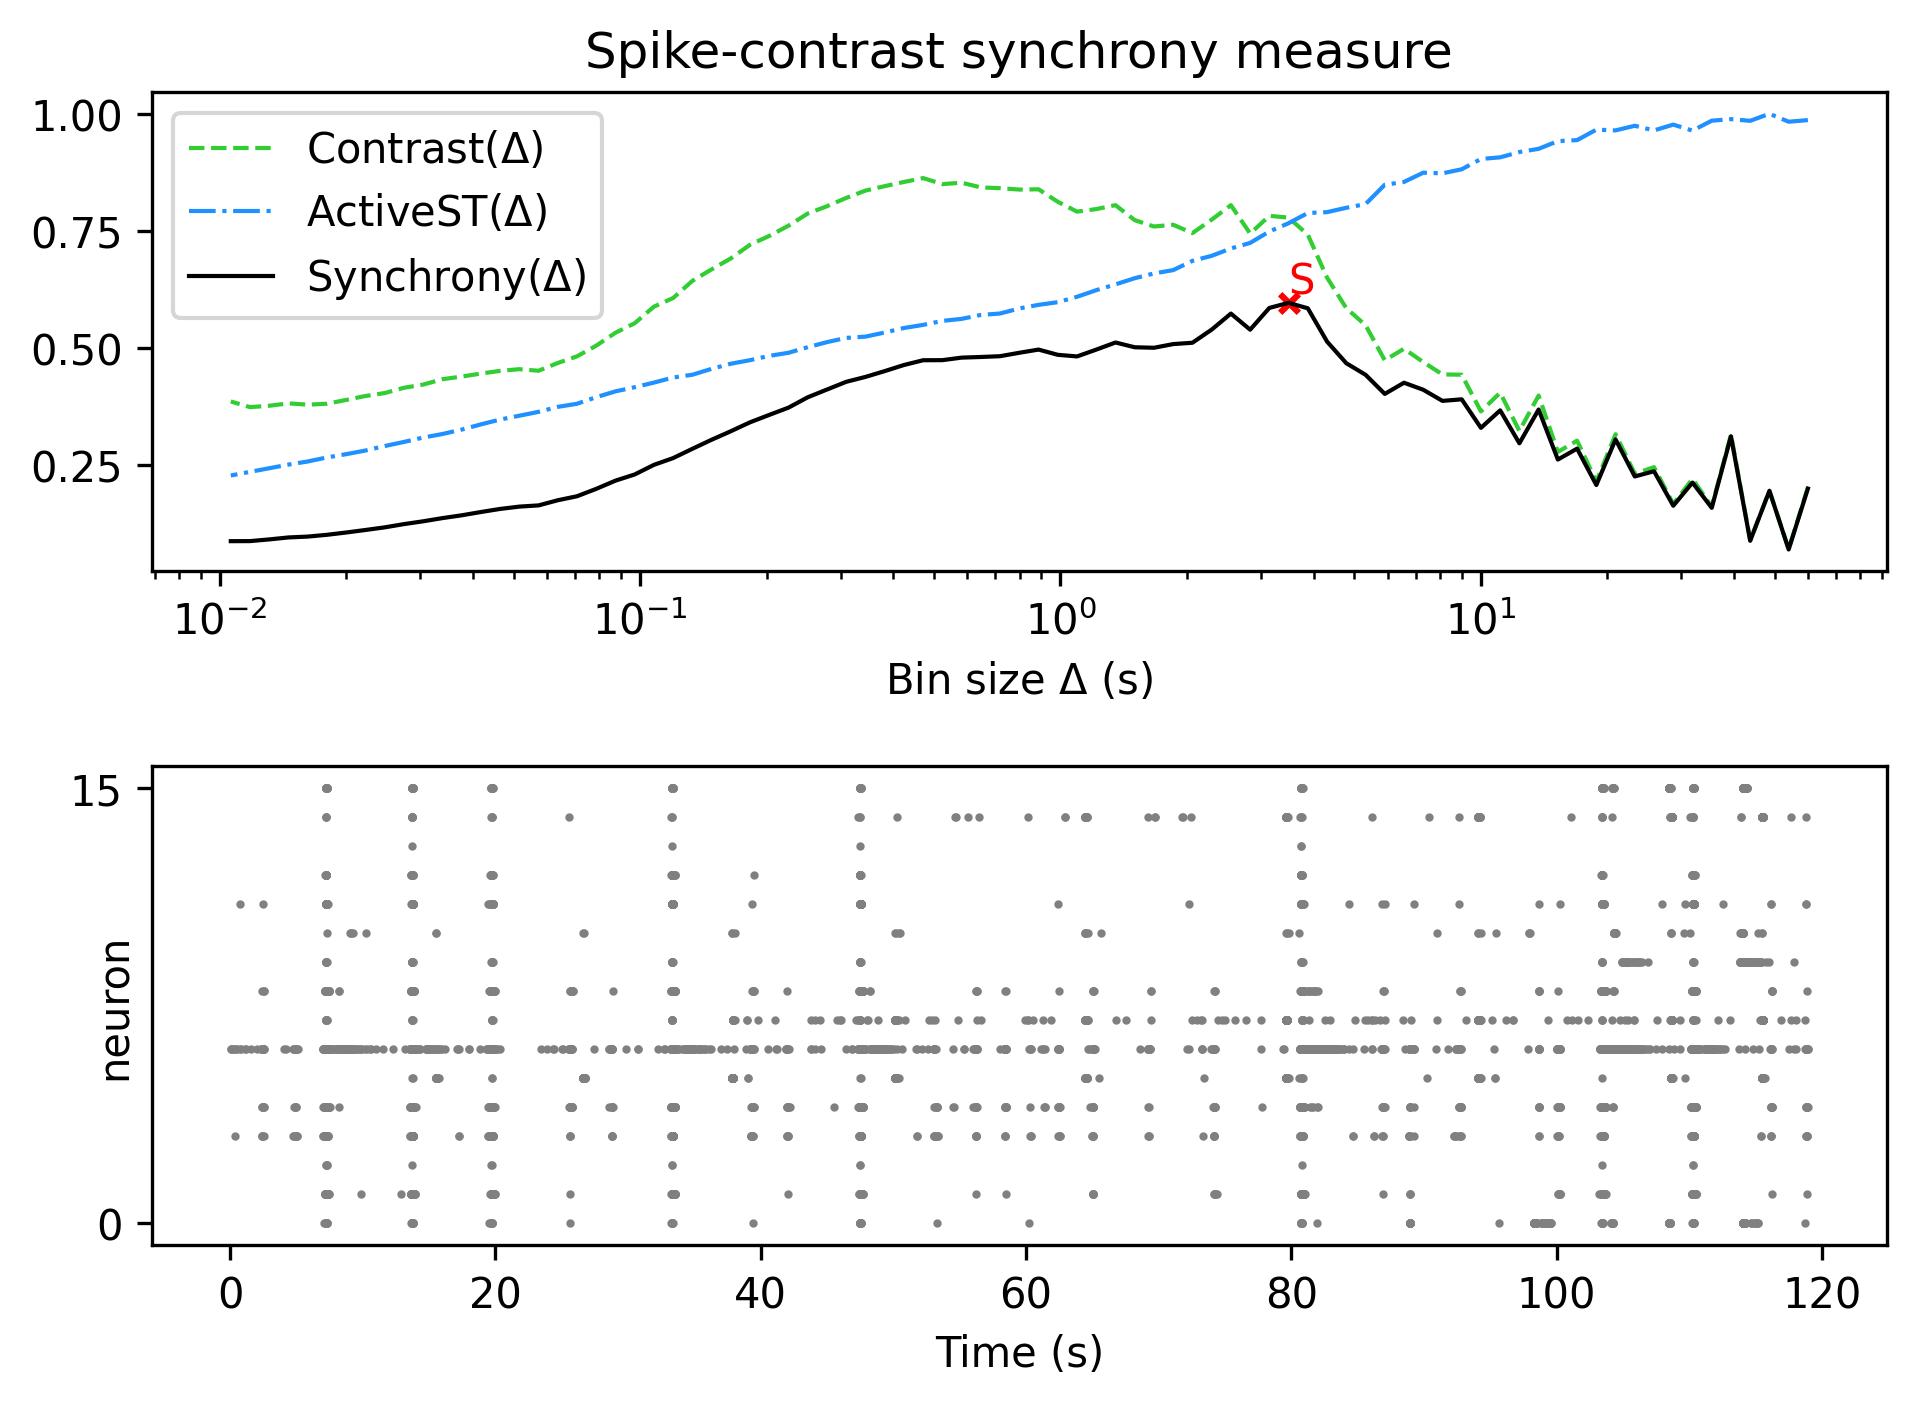 Spike-contrast synchrony measure
1.00
0.75
0.50
0.25
Contrast(Δ)
ActiveST(Δ)
Synchrony(Δ)
S
10⁻² 10⁻¹ 10⁰ 10¹
Bin size Δ (s)
15
0
neuron
0 20 40 60 80 100 120
Time (s)